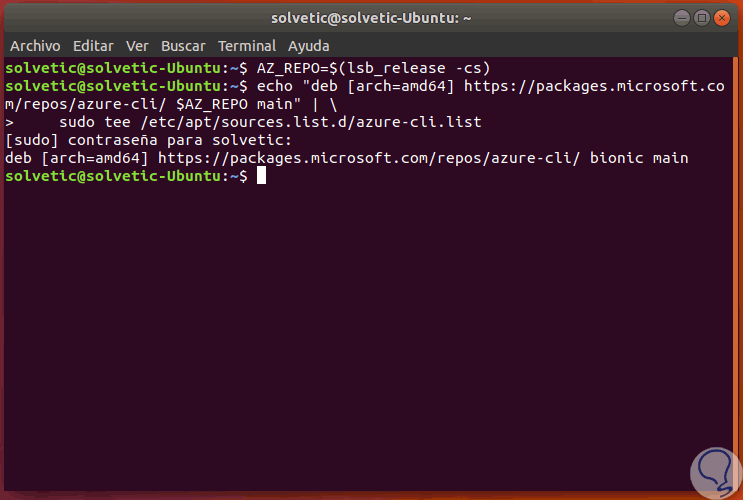 solvetic@solvetic-Ubuntu: ~
Archivo Editar Ver Buscar Terminal Ayuda
solvetic@solvetic-Ubuntu:~$ AZ_REPO=$(lsb_release -cs)
solvetic@solvetic-Ubuntu:~$ echo "deb [arch=amd64] https://packages.microsoft.co
m/repos/azure-cli/ $AZ_REPO main" | \
>     sudo tee /etc/apt/sources.list.d/azure-cli.list
[sudo] contraseña para solvetic:
deb [arch=amd64] https://packages.microsoft.com/repos/azure-cli/ bionic main
solvetic@solvetic-Ubuntu:~$